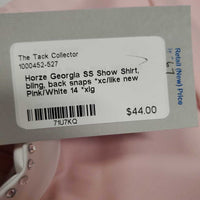 The Tack Collector
1000452-527
Horze Georgia SS Show Shirt,
bling, back snaps *xc/like new
Pink/White 14 *xlg
$44.00
71U7KQ
Retail (New) Price